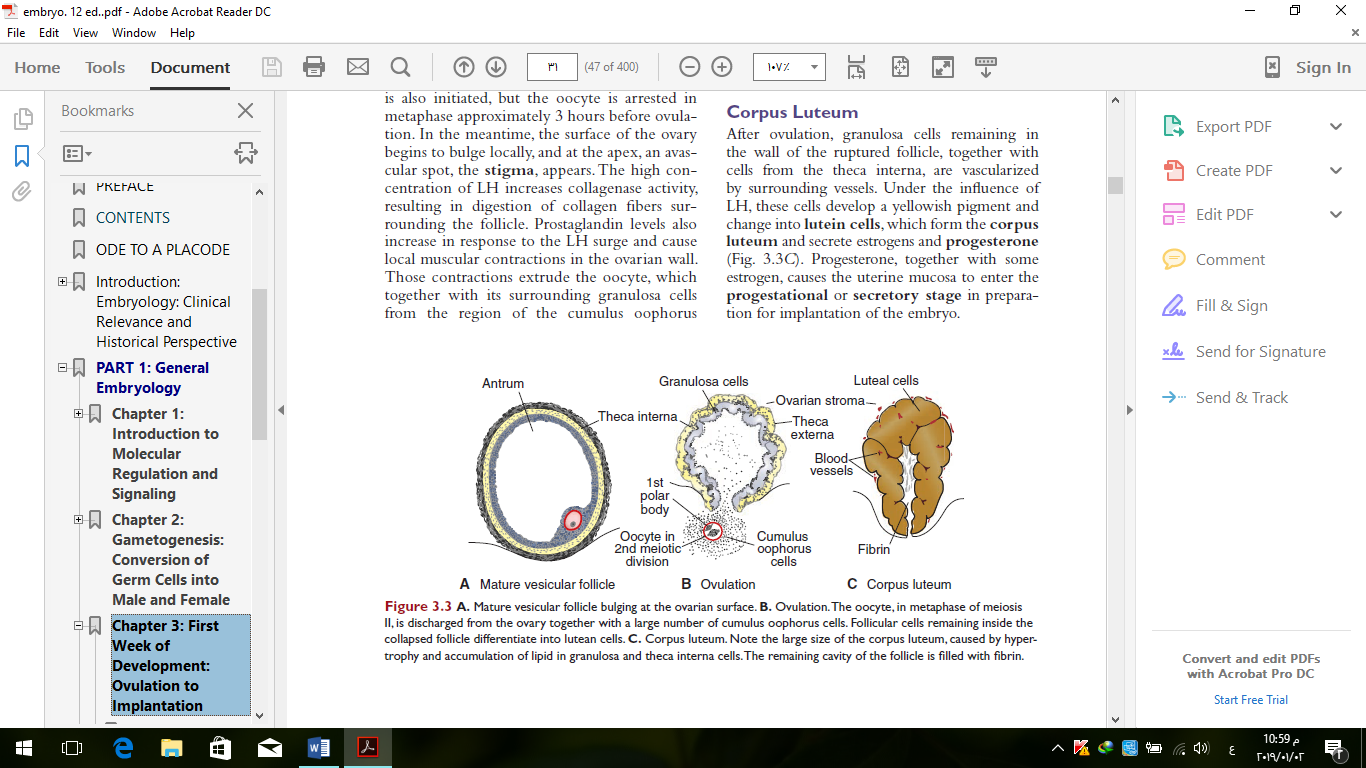 embryo. 12 ed..pdf - Adobe Acrobat Reader DC
File Edit View Window Help
Home Tools Document
٣١ (47 of 400)
١٠٧٪
Sign In
Bookmarks
PREFACE
CONTENTS
ODE TO A PLACODE
Introduction:
Embryology: Clinical
Relevance and
Historical Perspective
PART 1: General
Embryology
Chapter 1:
Introduction to
Molecular
Regulation and
Signaling
Chapter 2:
Gametogenesis:
Conversion of
Germ Cells into
Male and Female
Chapter 3: First
Week of
Development:
Ovulation to
Implantation
is also initiated, but the oocyte is arrested in
metaphase approximately 3 hours before ovula-
tion. In the meantime, the surface of the ovary
begins to bulge locally, and at the apex, an avas-
cular spot, the stigma, appears. The high con-
centration of LH increases collagenase activity,
resulting in digestion of collagen fibers sur-
rounding the follicle. Prostaglandin levels also
increase in response to the LH surge and cause
local muscular contractions in the ovarian wall.
Those contractions extrude the oocyte, which
together with its surrounding granulosa cells
from the region of the cumulus oophorus
Corpus Luteum
After ovulation, granulosa cells remaining in
the wall of the ruptured follicle, together with
cells from the theca interna, are vascularized
by surrounding vessels. Under the influence of
LH, these cells develop a yellowish pigment and
change into lutein cells, which form the corpus
luteum and secrete estrogens and progesterone
(Fig. 3.3C). Progesterone, together with some
estrogen, causes the uterine mucosa to enter the
progestational or secretory stage in prepara-
tion for implantation of the embryo.
Antrum
Granulosa cells
Luteal cells
Theca interna
Ovarian stroma
Theca
externa
Blood
vessels
1st
polar
body
Oocyte in
2nd meiotic
division
Cumulus
oophorus
cells
Fibrin
A Mature vesicular follicle
B Ovulation
C Corpus luteum
Figure 3.3 A. Mature vesicular follicle bulging at the ovarian surface. B. Ovulation. The oocyte, in metaphase of meiosis
II, is discharged from the ovary together with a large number of cumulus oophorus cells. Follicular cells remaining inside the
collapsed follicle differentiate into lutean cells. C. Corpus luteum. Note the large size of the corpus luteum, caused by hyper-
trophy and accumulation of lipid in granulosa and theca interna cells. The remaining cavity of the follicle is filled with fibrin.
Export PDF
Create PDF
Edit PDF
Comment
Fill & Sign
Send for Signature
Send & Track
Convert and edit PDFs
with Acrobat Pro DC
Start Free Trial
ع
10:59 م
٢٠١٩/٠١/٠٢